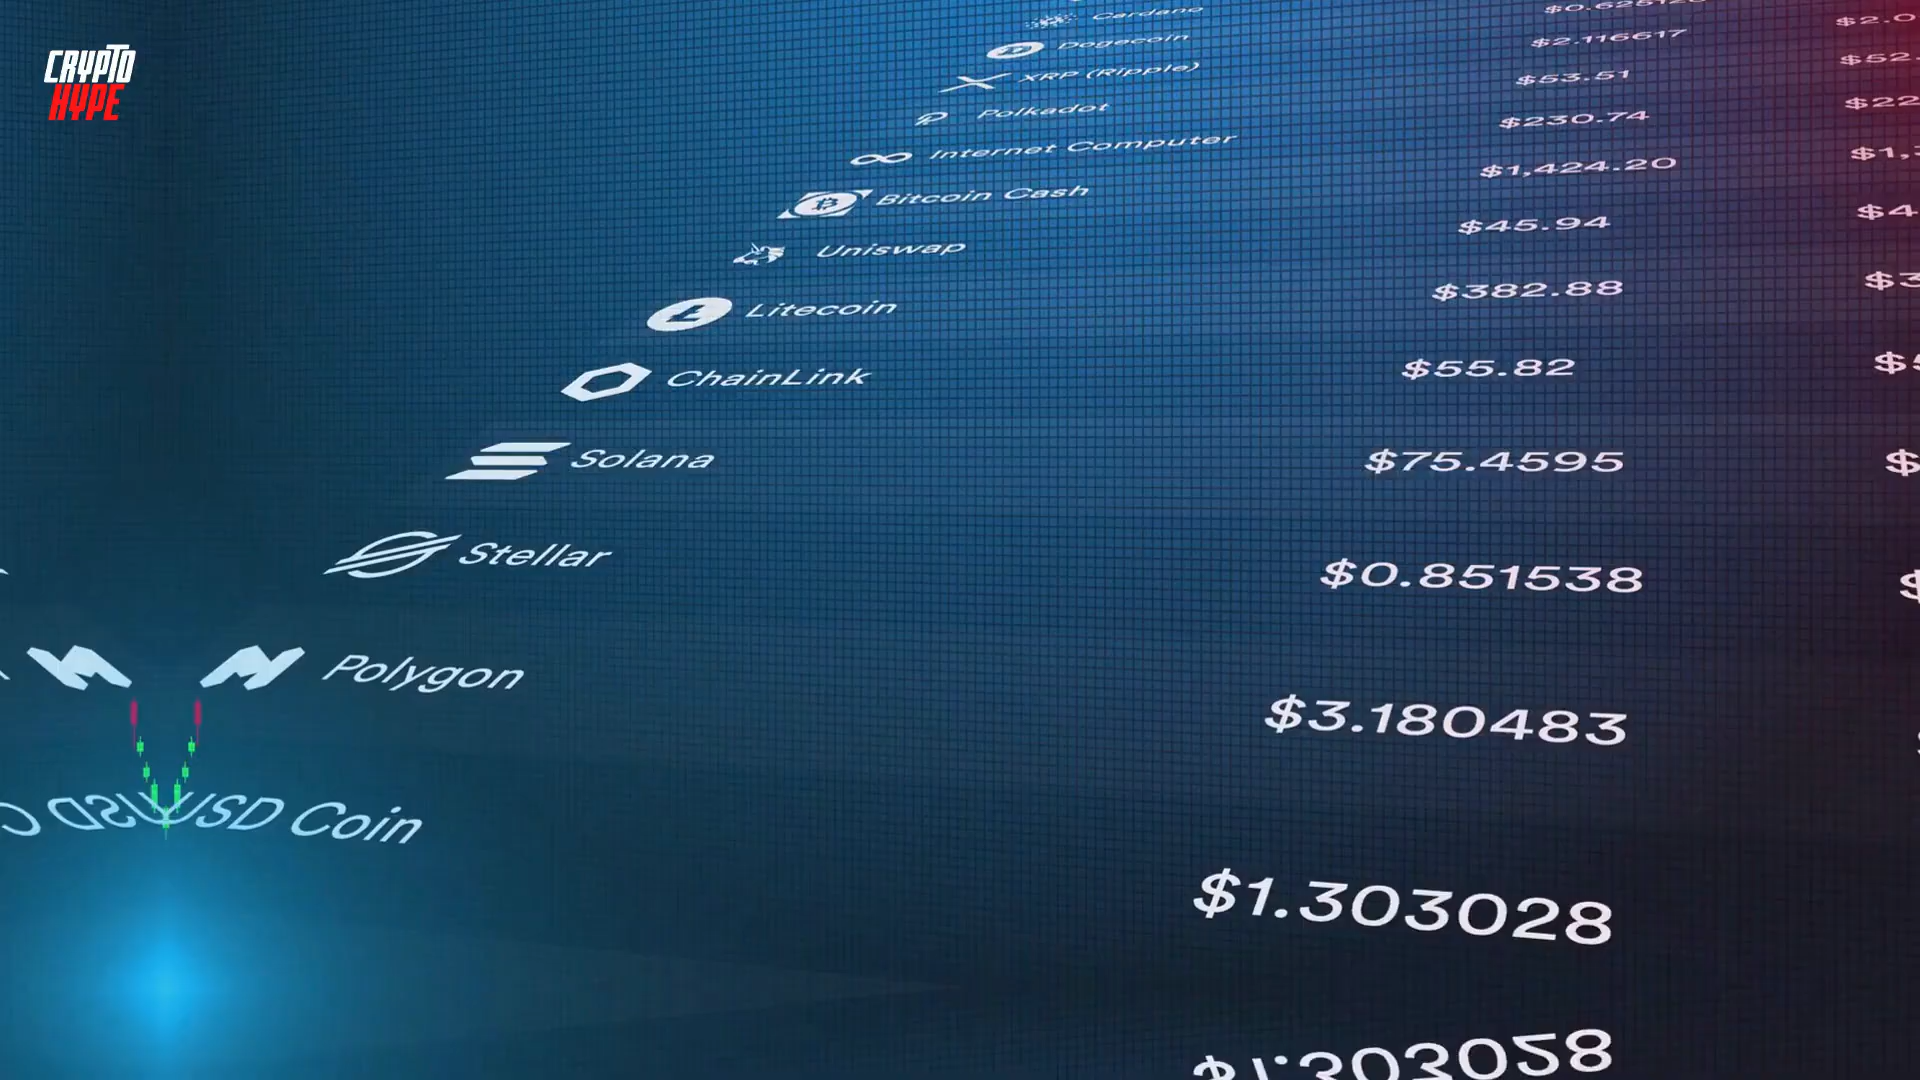 CRYPTO
HYPE
Cardano
Dogecoin $2.116617
XRP (Ripple) $53.51
Polkadot $230.74
Internet Computer $1,424.20
Bitcoin Cash $45.94
Uniswap $382.88
Litecoin $55.82
ChainLink $75.4595
Solana $0.851538
Stellar $3.180483
Polygon $1.303028
USD Coin